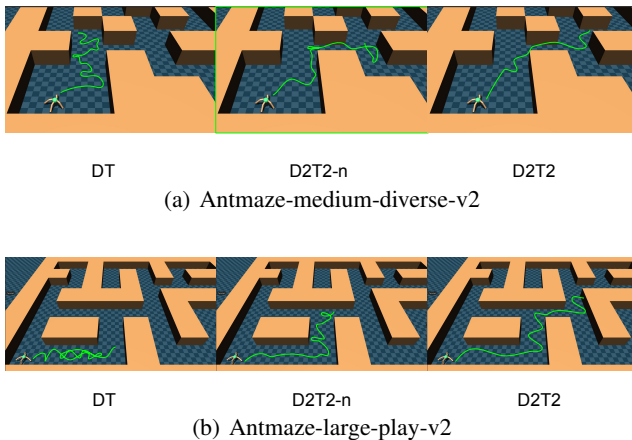 DT D2T2-n D2T2
(a) Antmaze-medium-diverse-v2
DT D2T2-n D2T2
(b) Antmaze-large-play-v2